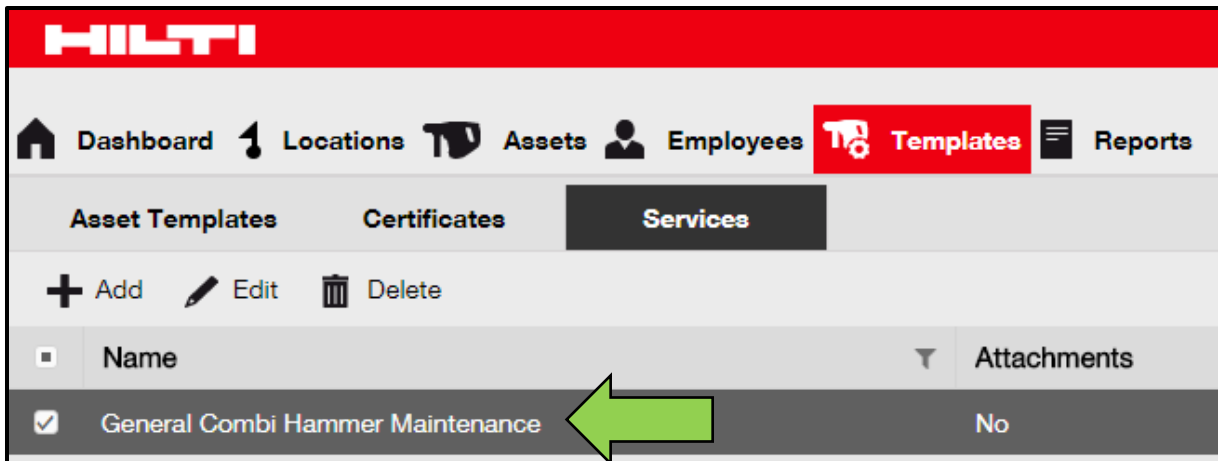 HILTI
Dashboard Locations Assets Employees Templates Reports
Asset Templates Certificates Services
Add Edit Delete
Name Attachments
General Combi Hammer Maintenance No